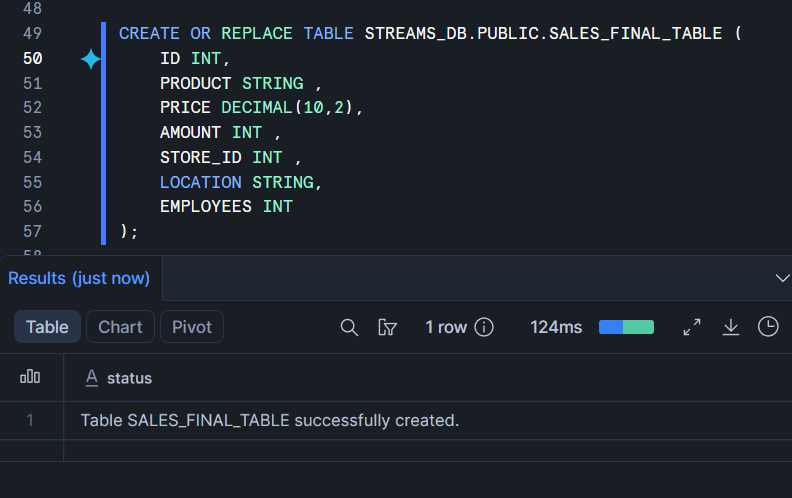 48
49 CREATE OR REPLACE TABLE STREAMS_DB.PUBLIC.SALES_FINAL_TABLE (
50 ID INT,
51 PRODUCT STRING ,
52 PRICE DECIMAL(10,2),
53 AMOUNT INT ,
54 STORE_ID INT ,
55 LOCATION STRING,
56 EMPLOYEES INT
57 );
58
Results (just now)
Table Chart Pivot 1 row 124ms
A status
1 Table SALES_FINAL_TABLE successfully created.